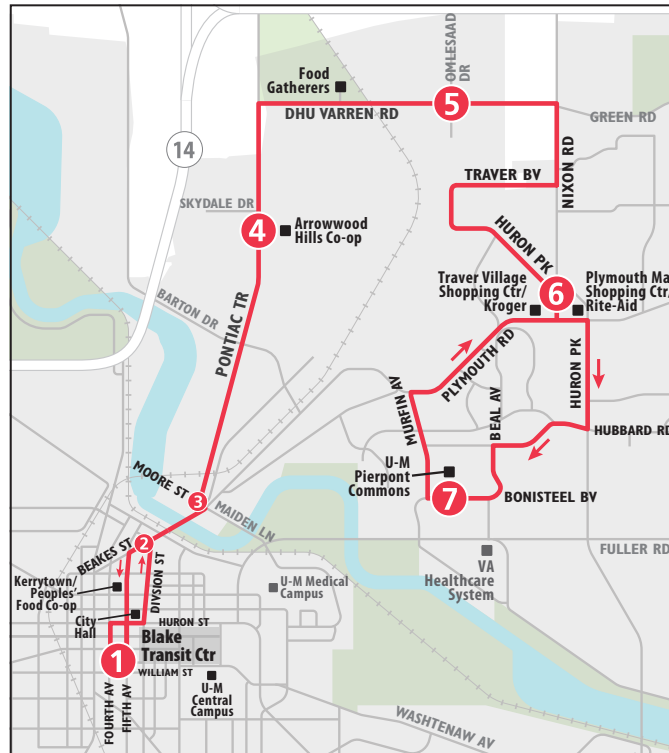 OMLESAAD
DR
Food
Gatherers
5
DHU VARREN RD
GREEN RD
14
TRAVER BV
NIXON RD
SKYDALE DR
4
Arrowwood
Hills Co-op
HURON PK
Traver Village
Shopping Ctr/
Kroger
6
Plymouth Ma
Shopping Ctr/
Rite-Aid
BARTON DR
PONTIAC TR
PLYMOUTH RD
HURON PK
MURFIN AV
BEAL AV
HUBBARD RD
U-M
Pierpont
Commons
7
BONISTEEL BV
MOORE ST
3
MAIDEN LN
BEAKES ST
2
DIVSION ST
FULLER RD
VA
Healthcare
System
Kerrytown/
Peoples'
Food Co-op
U-M Medical
Campus
City
Hall
HURON ST
Blake
Transit Ctr
1
WILLIAM ST
FOURTH AV
FIFTH AV
U-M
Central
Campus
WASHTENAW AV